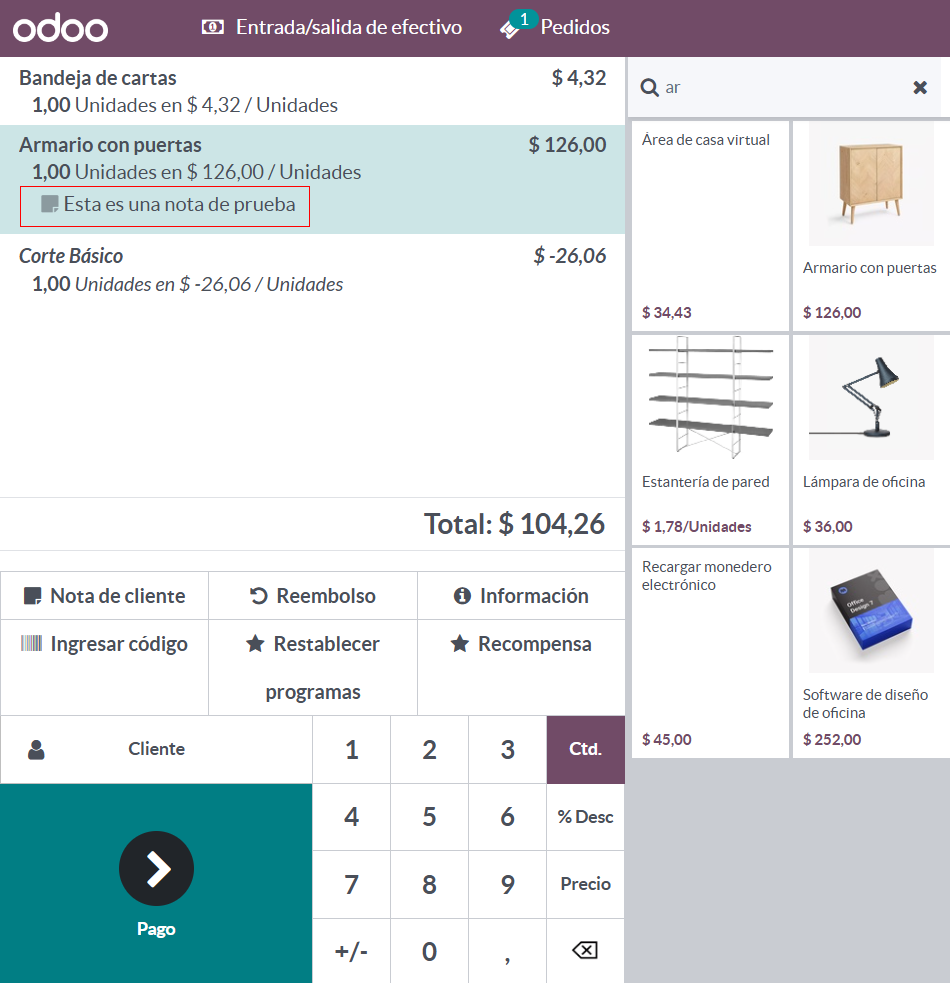 odoo
Entrada/salida de efectivo
1
Pedidos
Bandeja de cartas $ 4,32
1,00 Unidades en $ 4,32 / Unidades
Armario con puertas $ 126,00
1,00 Unidades en $ 126,00 / Unidades
Esta es una nota de prueba
Corte Básico $ -26,06
1,00 Unidades en $ -26,06 / Unidades
Total: $ 104,26
Nota de cliente
Reembolso
Información
Ingresar código
Restablecer
programas
Recompensa
Cliente
1 2 3 Ctd.
4 5 6 % Desc
7 8 9 Precio
+/- 0 ,
Pago
ar
Área de casa virtual
$ 34,43
Armario con puertas
$ 126,00
Estantería de pared
$ 1,78/Unidades
Lámpara de oficina
$ 36,00
Recargar monedero
electrónico
$ 45,00
Office
Design 7
Software de diseño
de oficina
$ 252,00